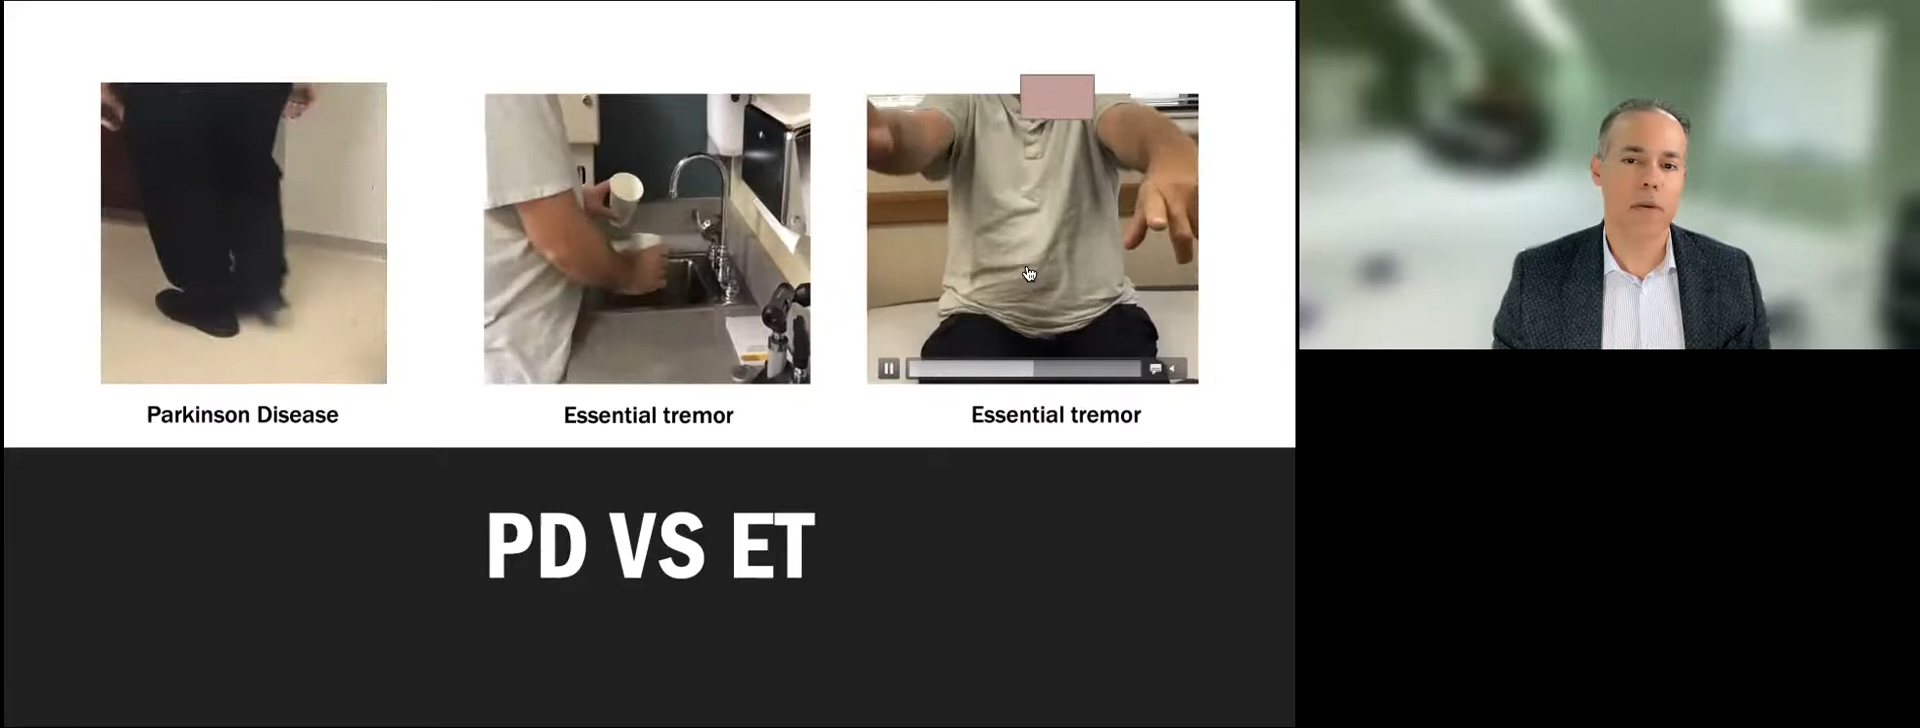 Parkinson Disease
Essential tremor
Essential tremor
PD VS ET